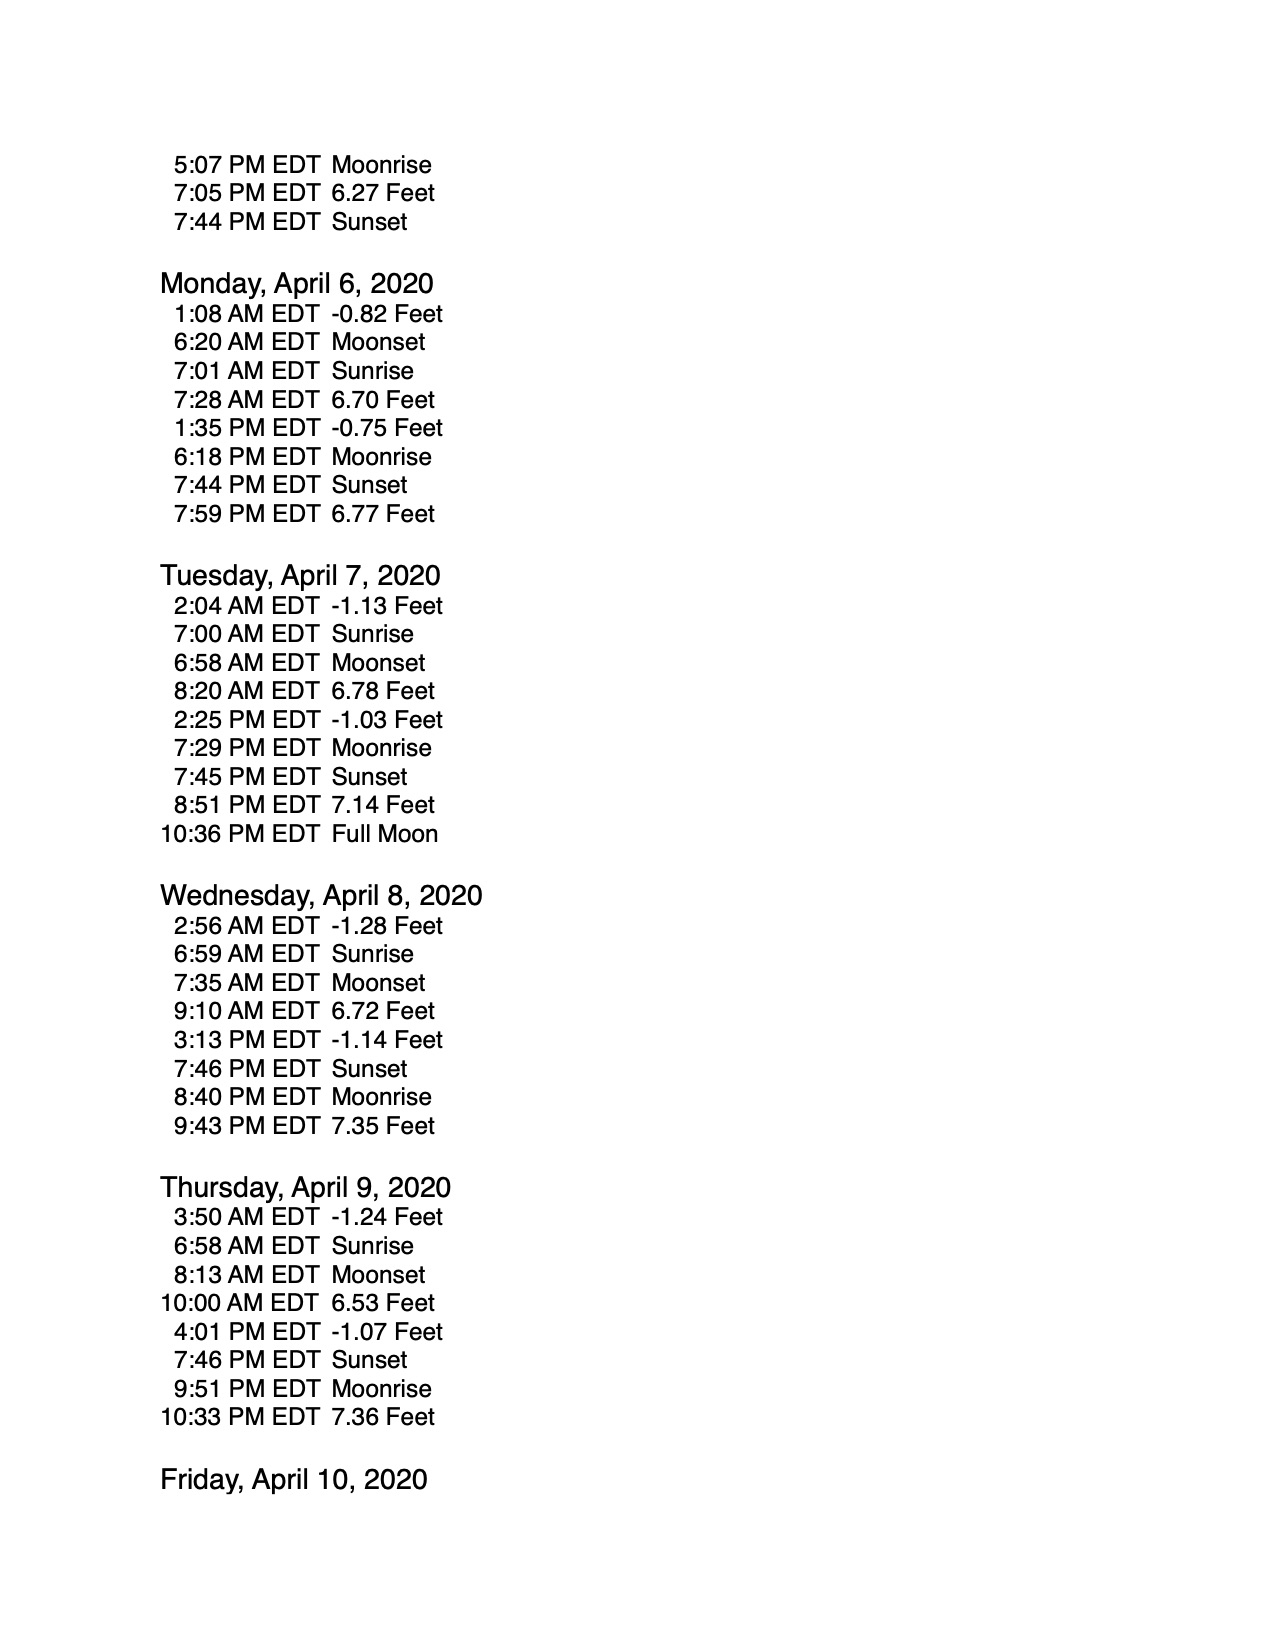 5:07 PM EDT Moonrise
7:05 PM EDT 6.27 Feet
7:44 PM EDT Sunset
Monday, April 6, 2020
1:08 AM EDT -0.82 Feet
6:20 AM EDT Moonset
7:01 AM EDT Sunrise
7:28 AM EDT 6.70 Feet
1:35 PM EDT -0.75 Feet
6:18 PM EDT Moonrise
7:44 PM EDT Sunset
7:59 PM EDT 6.77 Feet
Tuesday, April 7, 2020
2:04 AM EDT -1.13 Feet
7:00 AM EDT Sunrise
6:58 AM EDT Moonset
8:20 AM EDT 6.78 Feet
2:25 PM EDT -1.03 Feet
7:29 PM EDT Moonrise
7:45 PM EDT Sunset
8:51 PM EDT 7.14 Feet
10:36 PM EDT Full Moon
Wednesday, April 8, 2020
2:56 AM EDT -1.28 Feet
6:59 AM EDT Sunrise
7:35 AM EDT Moonset
9:10 AM EDT 6.72 Feet
3:13 PM EDT -1.14 Feet
7:46 PM EDT Sunset
8:40 PM EDT Moonrise
9:43 PM EDT 7.35 Feet
Thursday, April 9, 2020
3:50 AM EDT -1.24 Feet
6:58 AM EDT Sunrise
8:13 AM EDT Moonset
10:00 AM EDT 6.53 Feet
4:01 PM EDT -1.07 Feet
7:46 PM EDT Sunset
9:51 PM EDT Moonrise
10:33 PM EDT 7.36 Feet
Friday, April 10, 2020